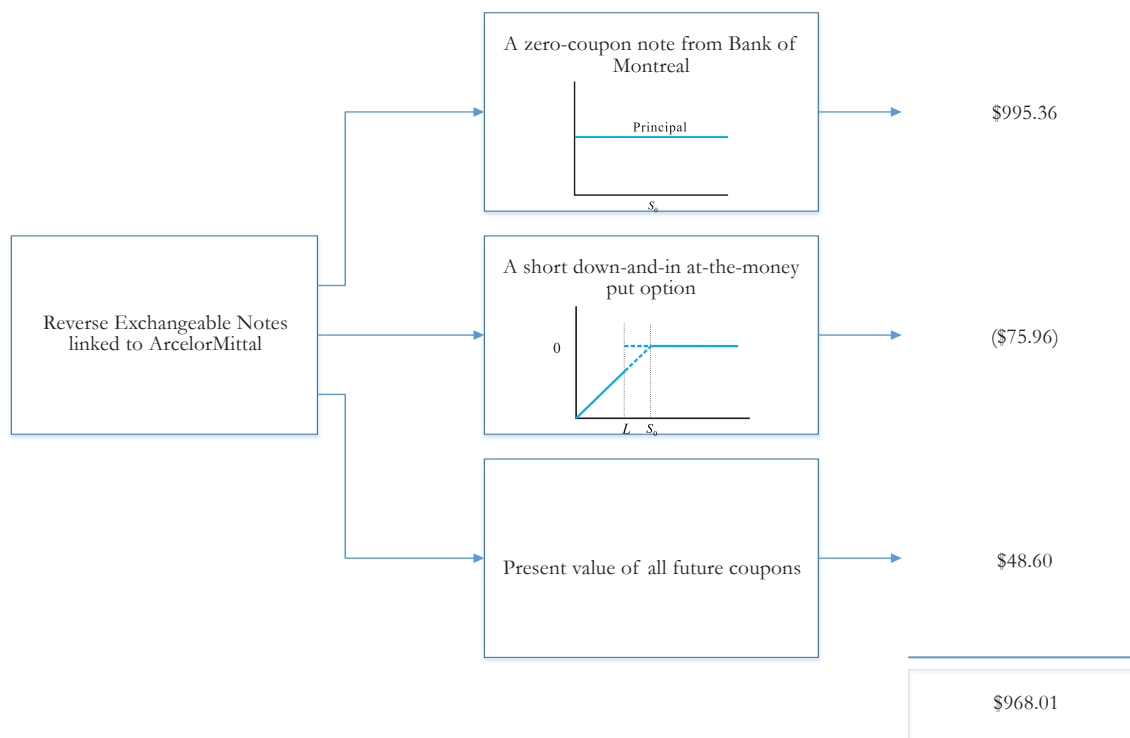 A zero-coupon note from Bank of
Montreal
Principal
S₀
$995.36
Reverse Exchangeable Notes
linked to ArcelorMittal
A short down-and-in at-the-money
put option
0
L S₀
($75.96)
Present value of all future coupons
$48.60
$968.01